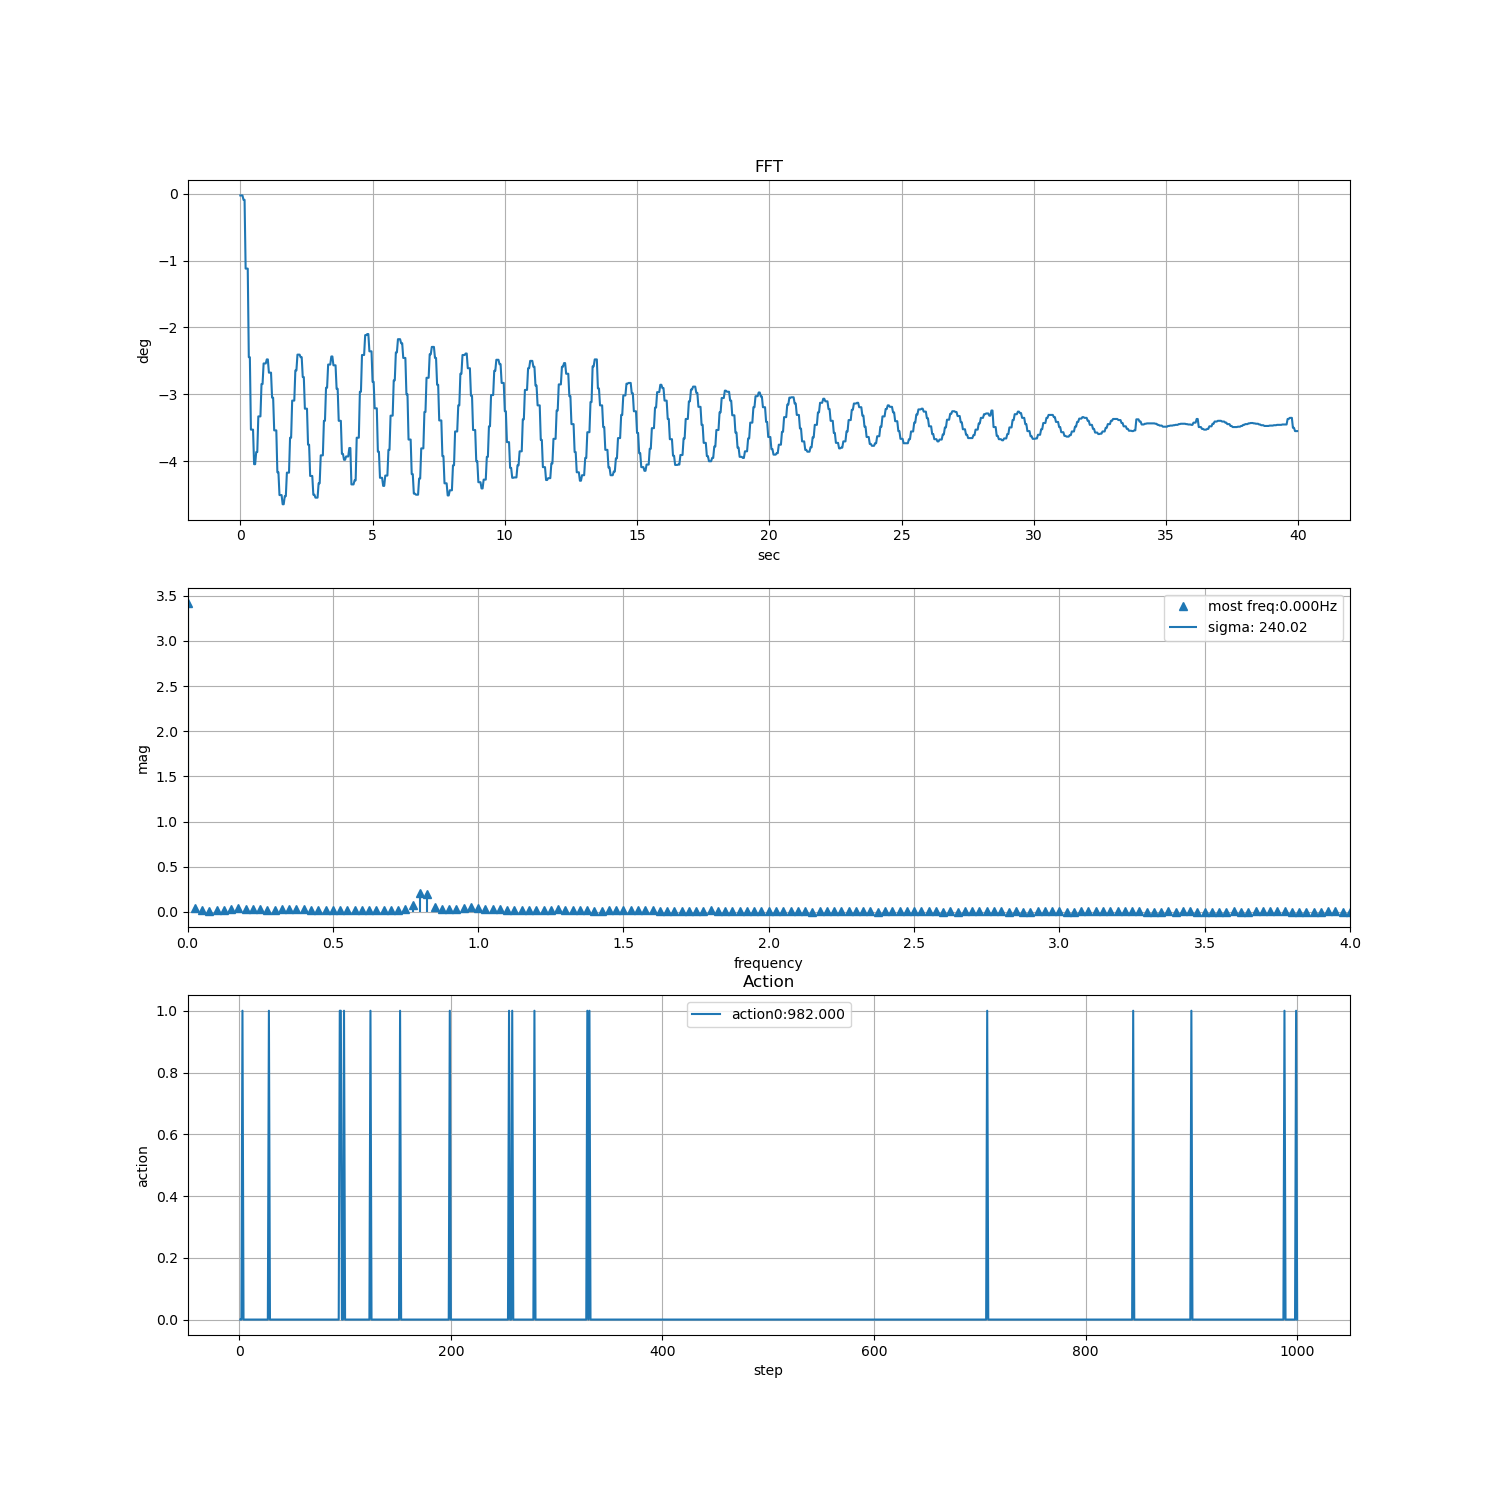 FFT
0
−1
−2
−3
−4
deg
0 5 10 15 20 25 30 35 40
sec
3.5
3.0
2.5
2.0
1.5
1.0
0.5
0.0
mag
most freq:0.000Hz
sigma: 240.02
0.0 0.5 1.0 1.5 2.0 2.5 3.0 3.5 4.0
frequency
Action
1.0
0.8
0.6
0.4
0.2
0.0
action
action0:982.000
0 200 400 600 800 1000
step